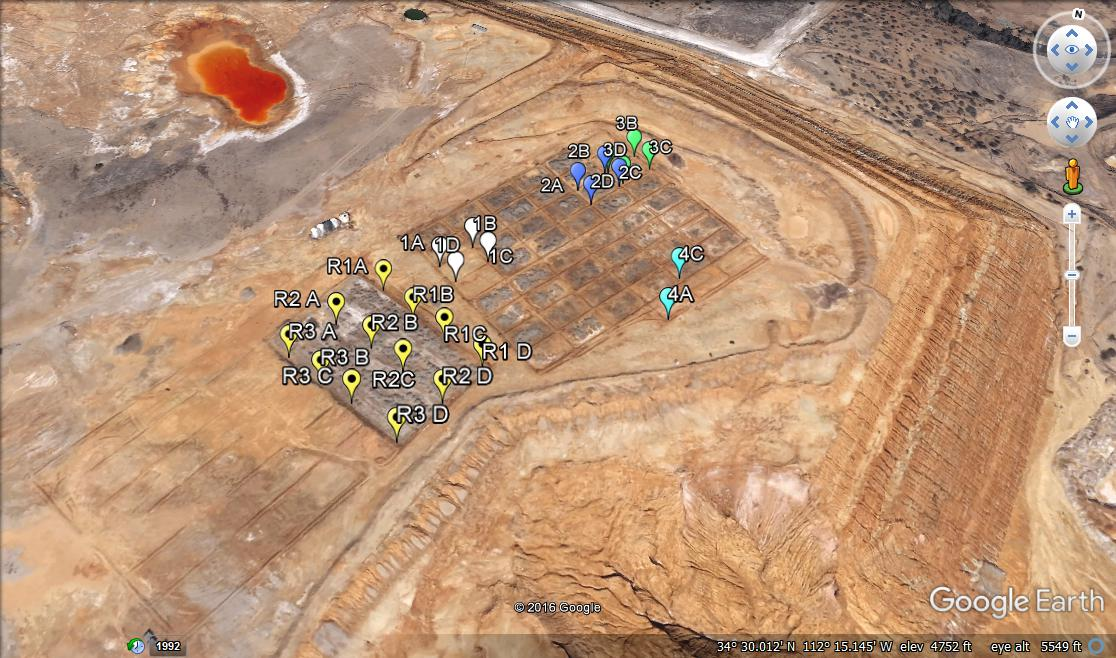 N
3B
2B
3D
3C
2C
2A
2D
1B
1A
1D
1C
4C
R1A
4A
R2 A
R1B
R2 B
R3 A
R1C
R1 D
R3 B
R3 C
R2C
R2 D
R3 D
© 2016 Google
Google Earth
1992
34° 30.012' N 112° 15.145' W elev 4752 ft eye alt 5549 ft